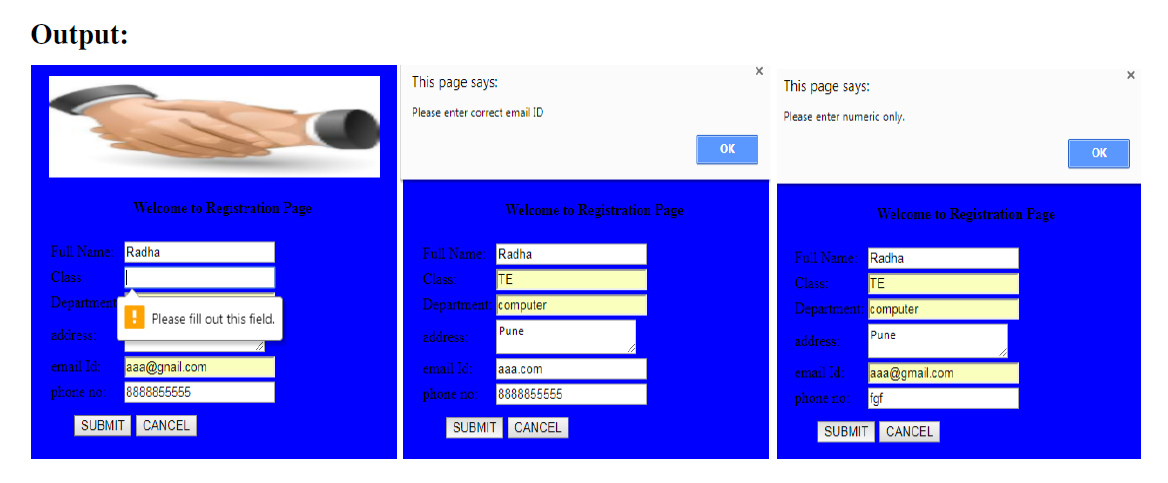 Output:
Welcome to Registration Page
Full Name: Radha
Class:
Department:
Please fill out this field.
address:
email Id: aaa@gnail.com
phone no: 8888855555
SUBMIT CANCEL
This page says:
Please enter correct email ID
OK
Welcome to Registration Page
Full Name: Radha
Class: TE
Department: computer
address: Pune
email Id: aaa.com
phone no: 8888855555
SUBMIT CANCEL
This page says:
Please enter numeric only.
OK
Welcome to Registration Page
Full Name: Radha
Class: TE
Department: computer
address: Pune
email Id: aaa@gmail.com
phone no: fgf
SUBMIT CANCEL